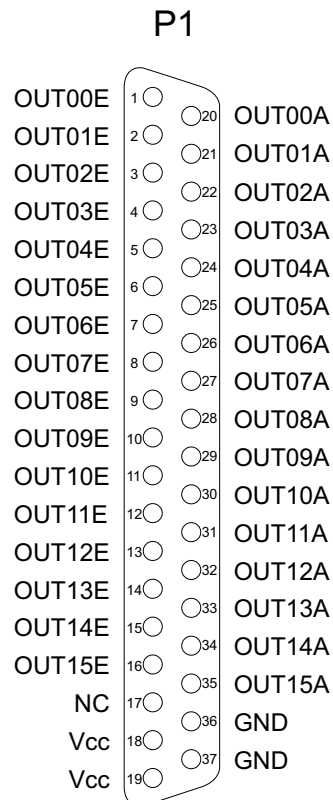 P1
OUT00E 1
20 OUT00A
OUT01E 2
21 OUT01A
OUT02E 3
22 OUT02A
OUT03E 4
23 OUT03A
OUT04E 5
24 OUT04A
OUT05E 6
25 OUT05A
OUT06E 7
26 OUT06A
OUT07E 8
27 OUT07A
OUT08E 9
28 OUT08A
OUT09E 10
29 OUT09A
OUT10E 11
30 OUT10A
OUT11E 12
31 OUT11A
OUT12E 13
32 OUT12A
OUT13E 14
33 OUT13A
OUT14E 15
34 OUT14A
OUT15E 16
35 OUT15A
NC 17
36 GND
Vcc 18
37 GND
Vcc 19